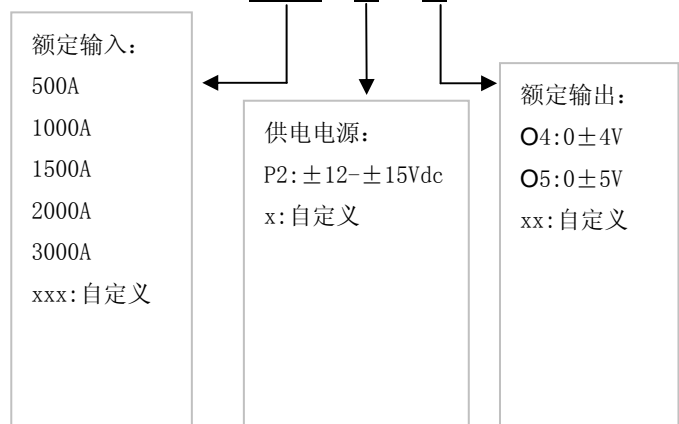 额定输入：
500A
1000A
1500A
2000A
3000A
xxx:自定义
供电电源：
P2:±12-±15Vdc
x:自定义
额定输出：
O4:0±4V
O5:0±5V
xx:自定义